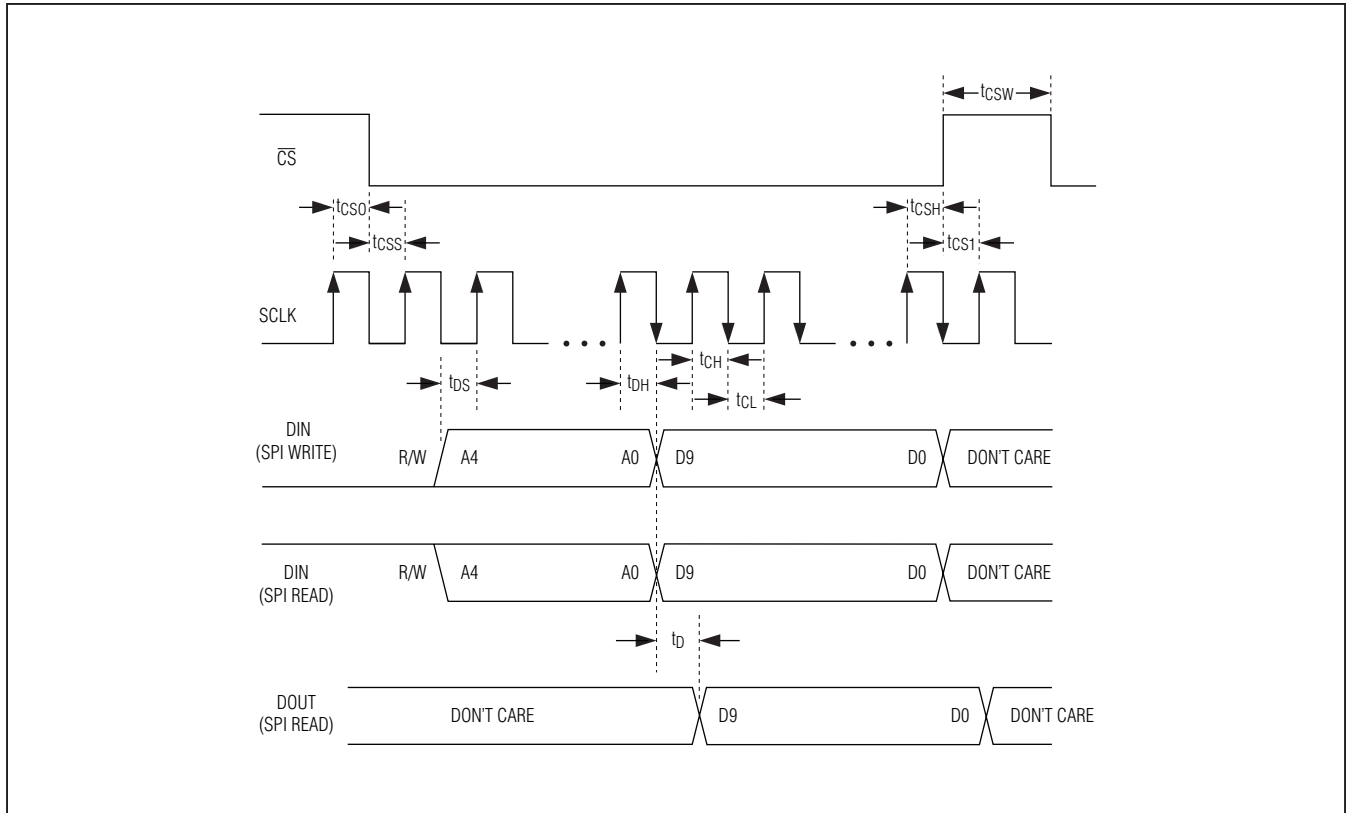 tCSW
CS
tCSO tCSH
tCSS tCS1
SCLK
tCH
tDS tDH
tCL
DIN
(SPI WRITE) R/W A4 A0 D9 D0 DON'T CARE
DIN
(SPI READ) R/W A4 A0 D9 D0 DON'T CARE
tD
DOUT
(SPI READ) DON'T CARE D9 D0 DON'T CARE